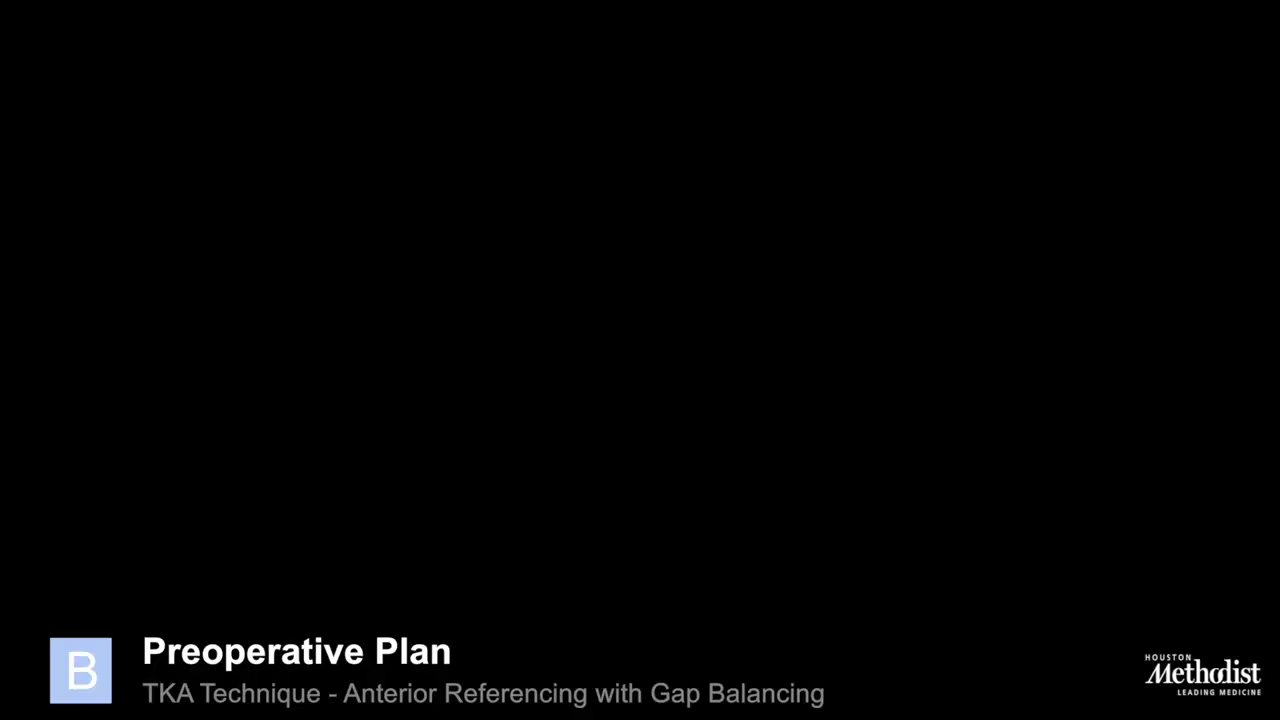 B
Preoperative Plan
TKA Technique - Anterior Referencing with Gap Balancing
HOUSTON
Methodist
LEADING MEDICINE